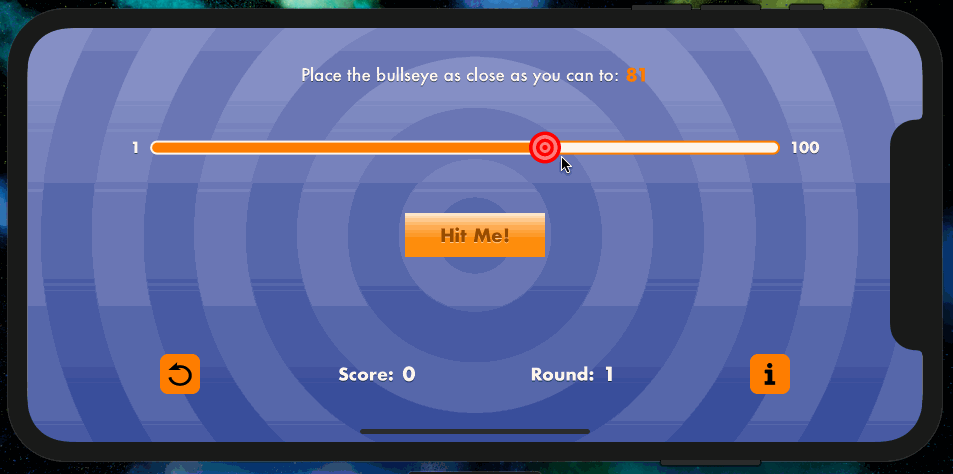 Place the bullseye as close as you can to: 81
1 100
Hit Me!
Score: 0 Round: 1